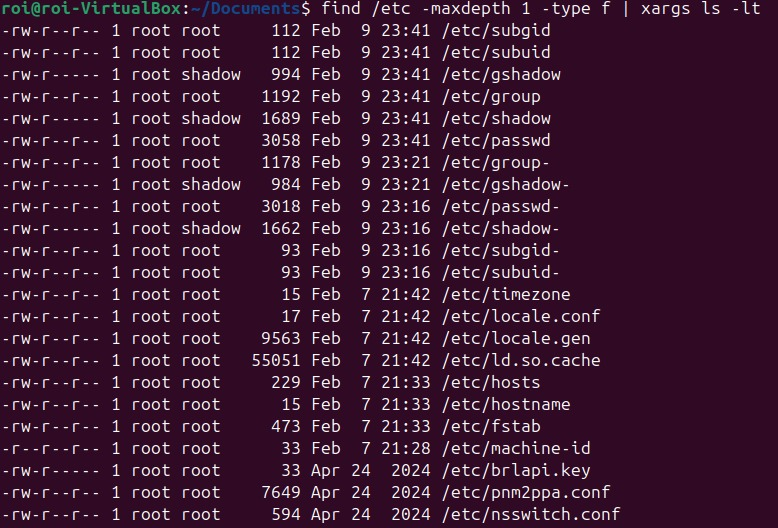 roi@roi-VirtualBox:~/Documents$ find /etc -maxdepth 1 -type f | xargs ls -lt
-rw-r--r-- 1 root root     112 Feb  9 23:41 /etc/subgid
-rw-r--r-- 1 root root     112 Feb  9 23:41 /etc/subuid
-rw-r----- 1 root shadow   994 Feb  9 23:41 /etc/gshadow
-rw-r--r-- 1 root root    1192 Feb  9 23:41 /etc/group
-rw-r----- 1 root shadow  1689 Feb  9 23:41 /etc/shadow
-rw-r--r-- 1 root root    3058 Feb  9 23:41 /etc/passwd
-rw-r--r-- 1 root root    1178 Feb  9 23:21 /etc/group-
-rw-r----- 1 root shadow   984 Feb  9 23:21 /etc/gshadow-
-rw-r--r-- 1 root root    3018 Feb  9 23:16 /etc/passwd-
-rw-r----- 1 root shadow  1662 Feb  9 23:16 /etc/shadow-
-rw-r--r-- 1 root root      93 Feb  9 23:16 /etc/subgid-
-rw-r--r-- 1 root root      93 Feb  9 23:16 /etc/subuid-
-rw-r--r-- 1 root root      15 Feb  7 21:42 /etc/timezone
-rw-r--r-- 1 root root      17 Feb  7 21:42 /etc/locale.conf
-rw-r--r-- 1 root root    9563 Feb  7 21:42 /etc/locale.gen
-rw-r--r-- 1 root root   55051 Feb  7 21:42 /etc/ld.so.cache
-rw-r--r-- 1 root root     229 Feb  7 21:33 /etc/hosts
-rw-r--r-- 1 root root      15 Feb  7 21:33 /etc/hostname
-rw-r--r-- 1 root root     473 Feb  7 21:33 /etc/fstab
-r--r--r-- 1 root root      33 Feb  7 21:28 /etc/machine-id
-rw-r----- 1 root root      33 Apr 24  2024 /etc/brlapi.key
-rw-r--r-- 1 root root    7649 Apr 24  2024 /etc/pnm2ppa.conf
-rw-r--r-- 1 root root     594 Apr 24  2024 /etc/nsswitch.conf